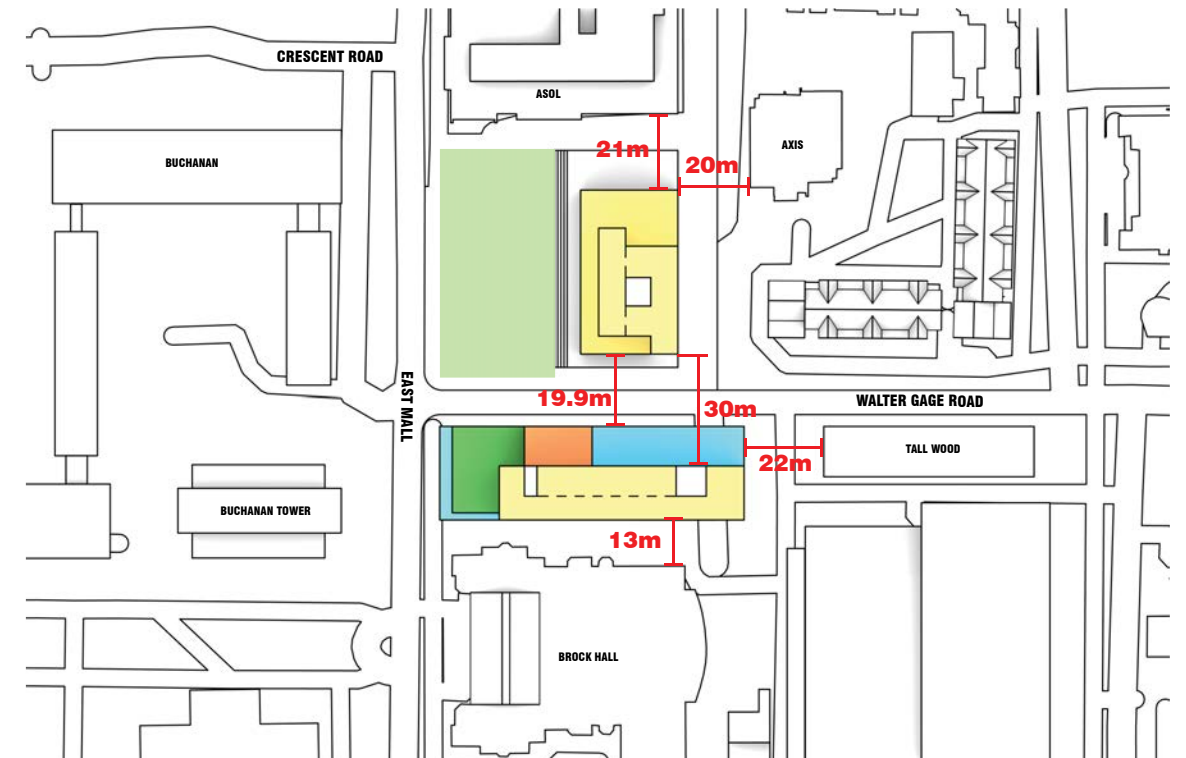 CRESCENT ROAD
ASOL
21m
AXIS
BUCHANAN
20m
EAST MALL
19.9m
30m
WALTER GAGE ROAD
TALL WOOD
22m
BUCHANAN TOWER
13m
BROCK HALL